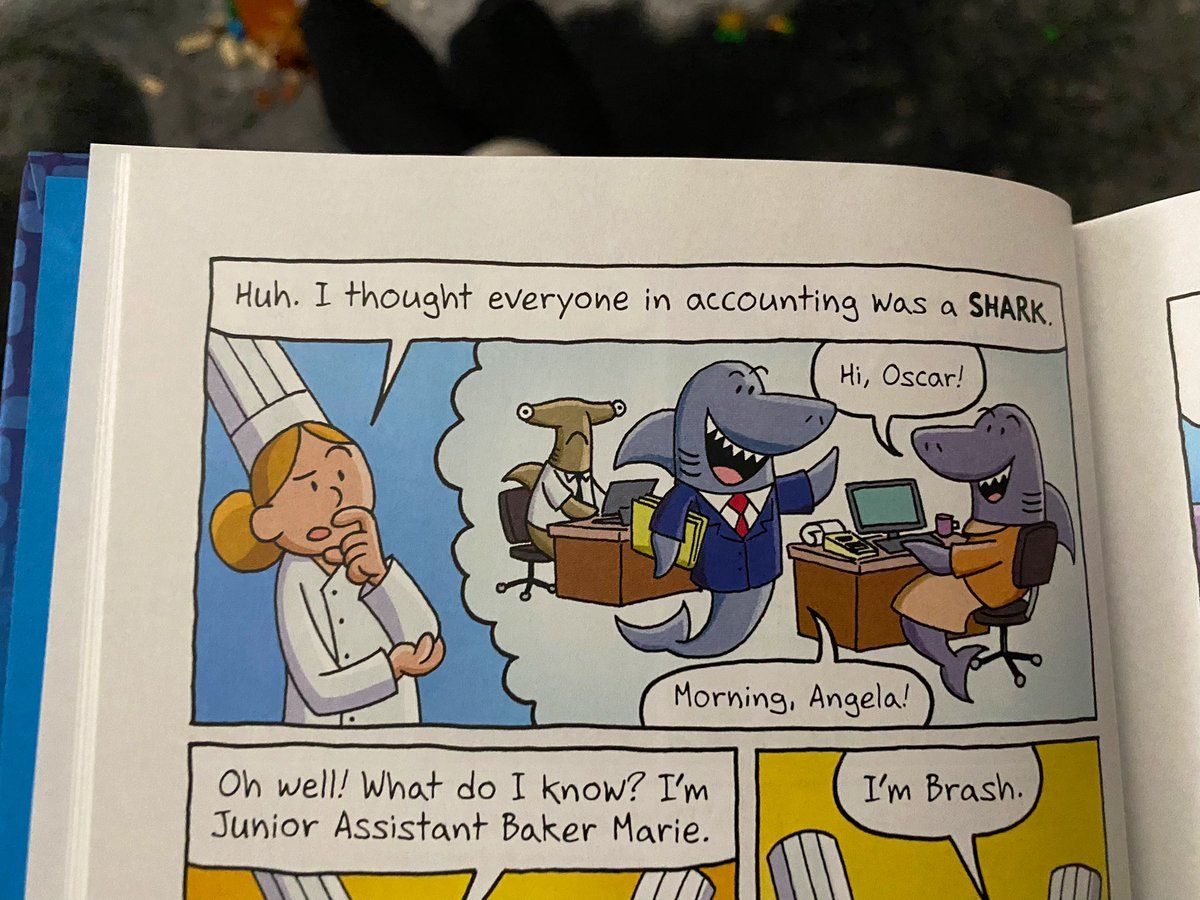 Huh. I thought everyone in accounting was a SHARK.
Hi, Oscar!
Morning, Angela!
Oh well! What do I know? I'm
Junior Assistant Baker Marie.
I'm Brash.